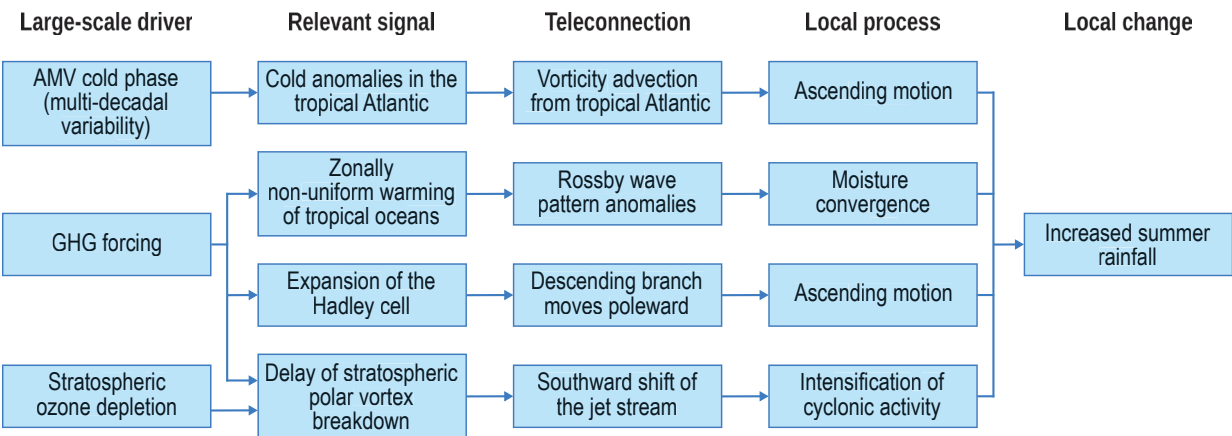 Large-scale driver
Relevant signal
Teleconnection
Local process
Local change
AMV cold phase
(multi-decadal
variability)
Cold anomalies in the
tropical Atlantic
Vorticity advection
from tropical Atlantic
Ascending motion
Zonally
non-uniform warming
of tropical oceans
Rossby wave
pattern anomalies
Moisture
convergence
GHG forcing
Increased summer
rainfall
Expansion of the
Hadley cell
Descending branch
moves poleward
Ascending motion
Stratospheric
ozone depletion
Delay of stratospheric
polar vortex
breakdown
Southward shift of
the jet stream
Intensification of
cyclonic activity